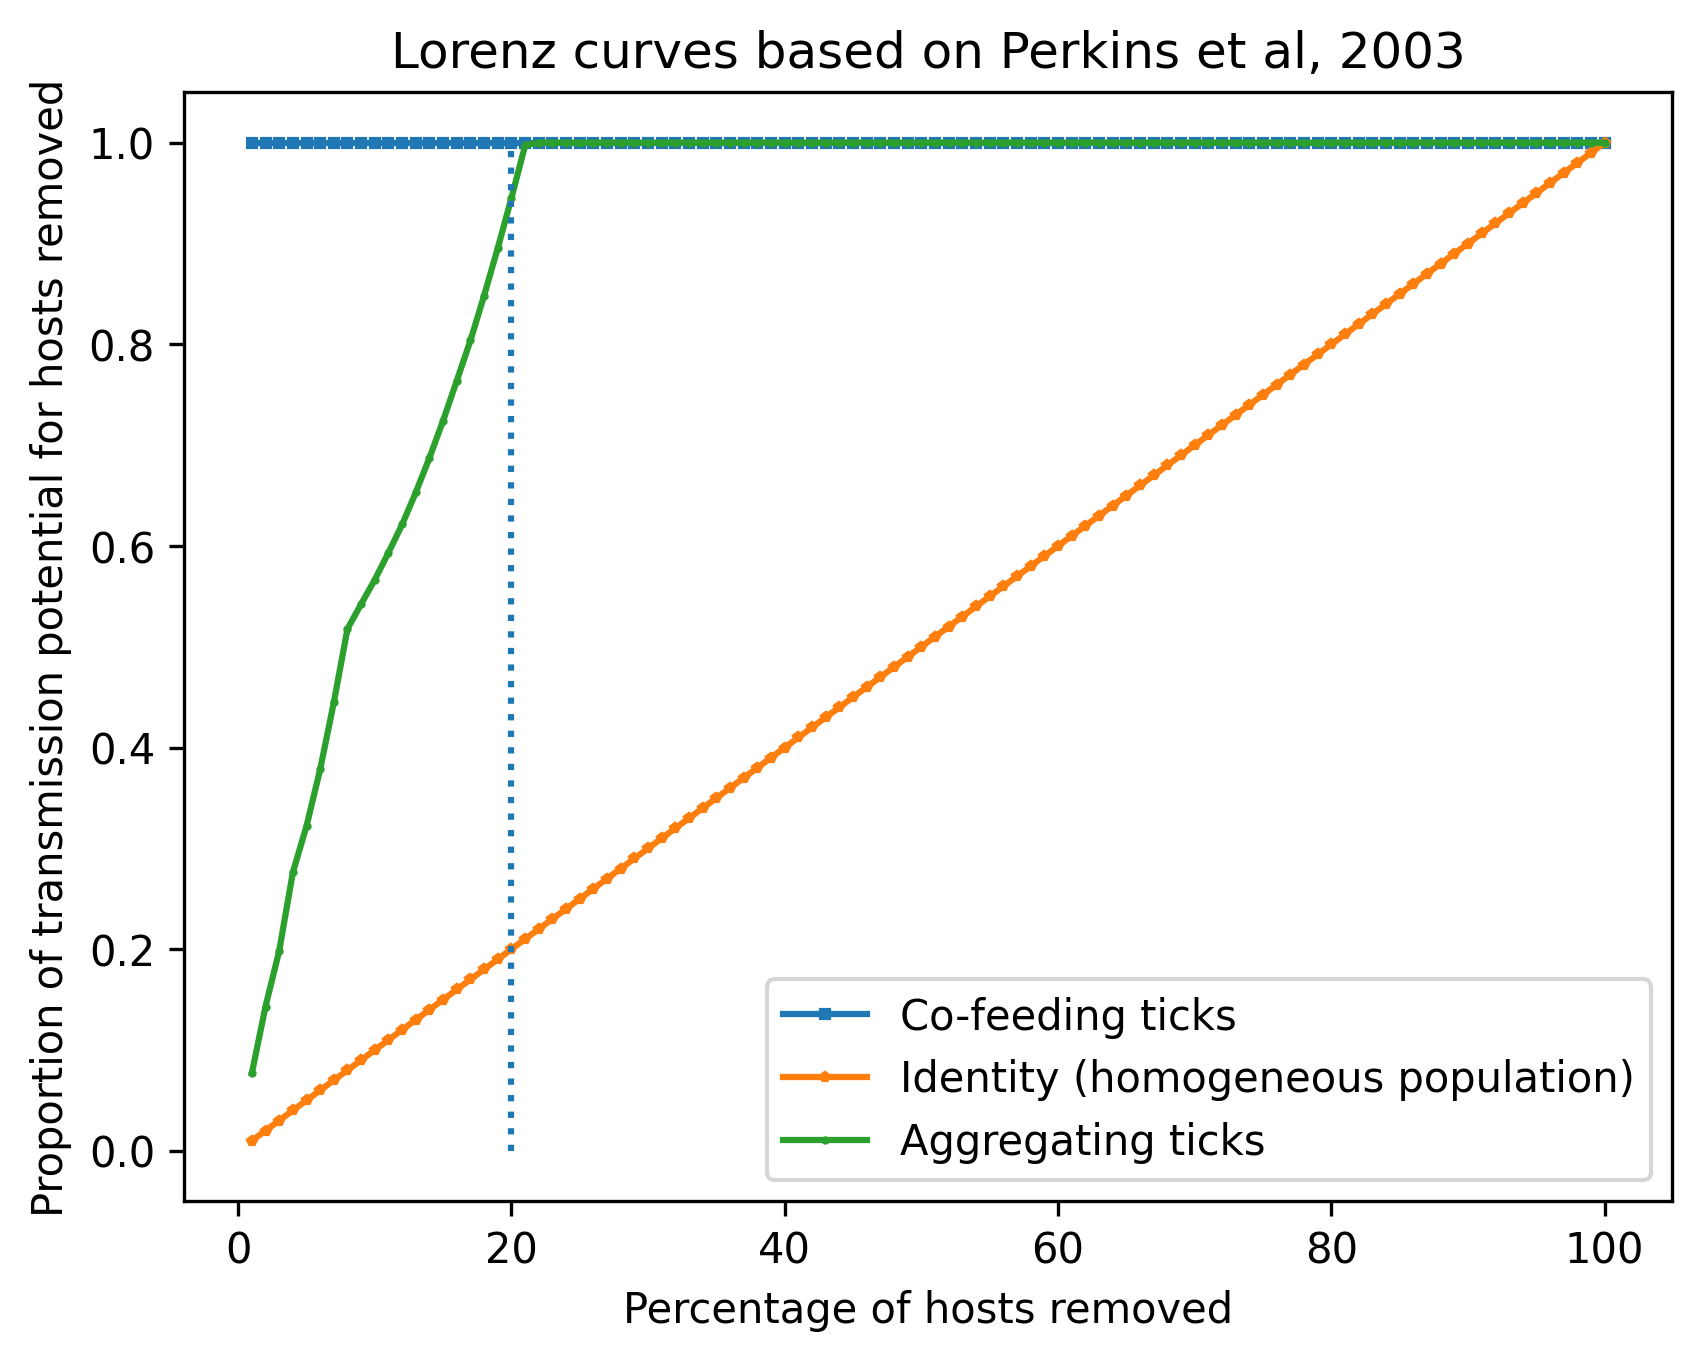 Lorenz curves based on Perkins et al, 2003
Proportion of transmission potential for hosts removed
1.0
0.8
0.6
0.4
0.2
0.0
Co-feeding ticks
Identity (homogeneous population)
Aggregating ticks
0 20 40 60 80 100
Percentage of hosts removed